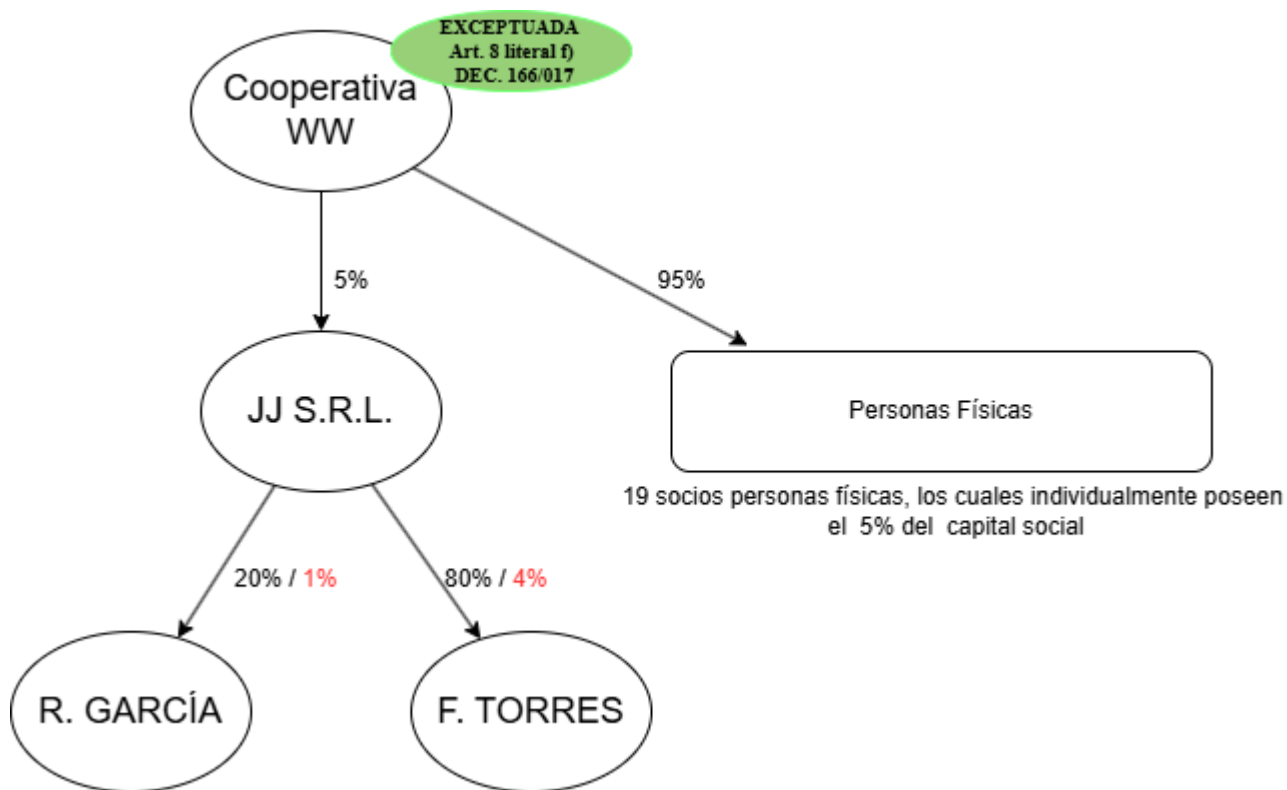 EXCEPTUADA
Art. 8 literal f)
DEC. 166/017
Cooperativa
WW
5%
95%
JJ S.R.L.
Personas Físicas
19 socios personas físicas, los cuales individualmente poseen
el 5% del capital social
20% / 1%
80% / 4%
R. GARCÍA
F. TORRES